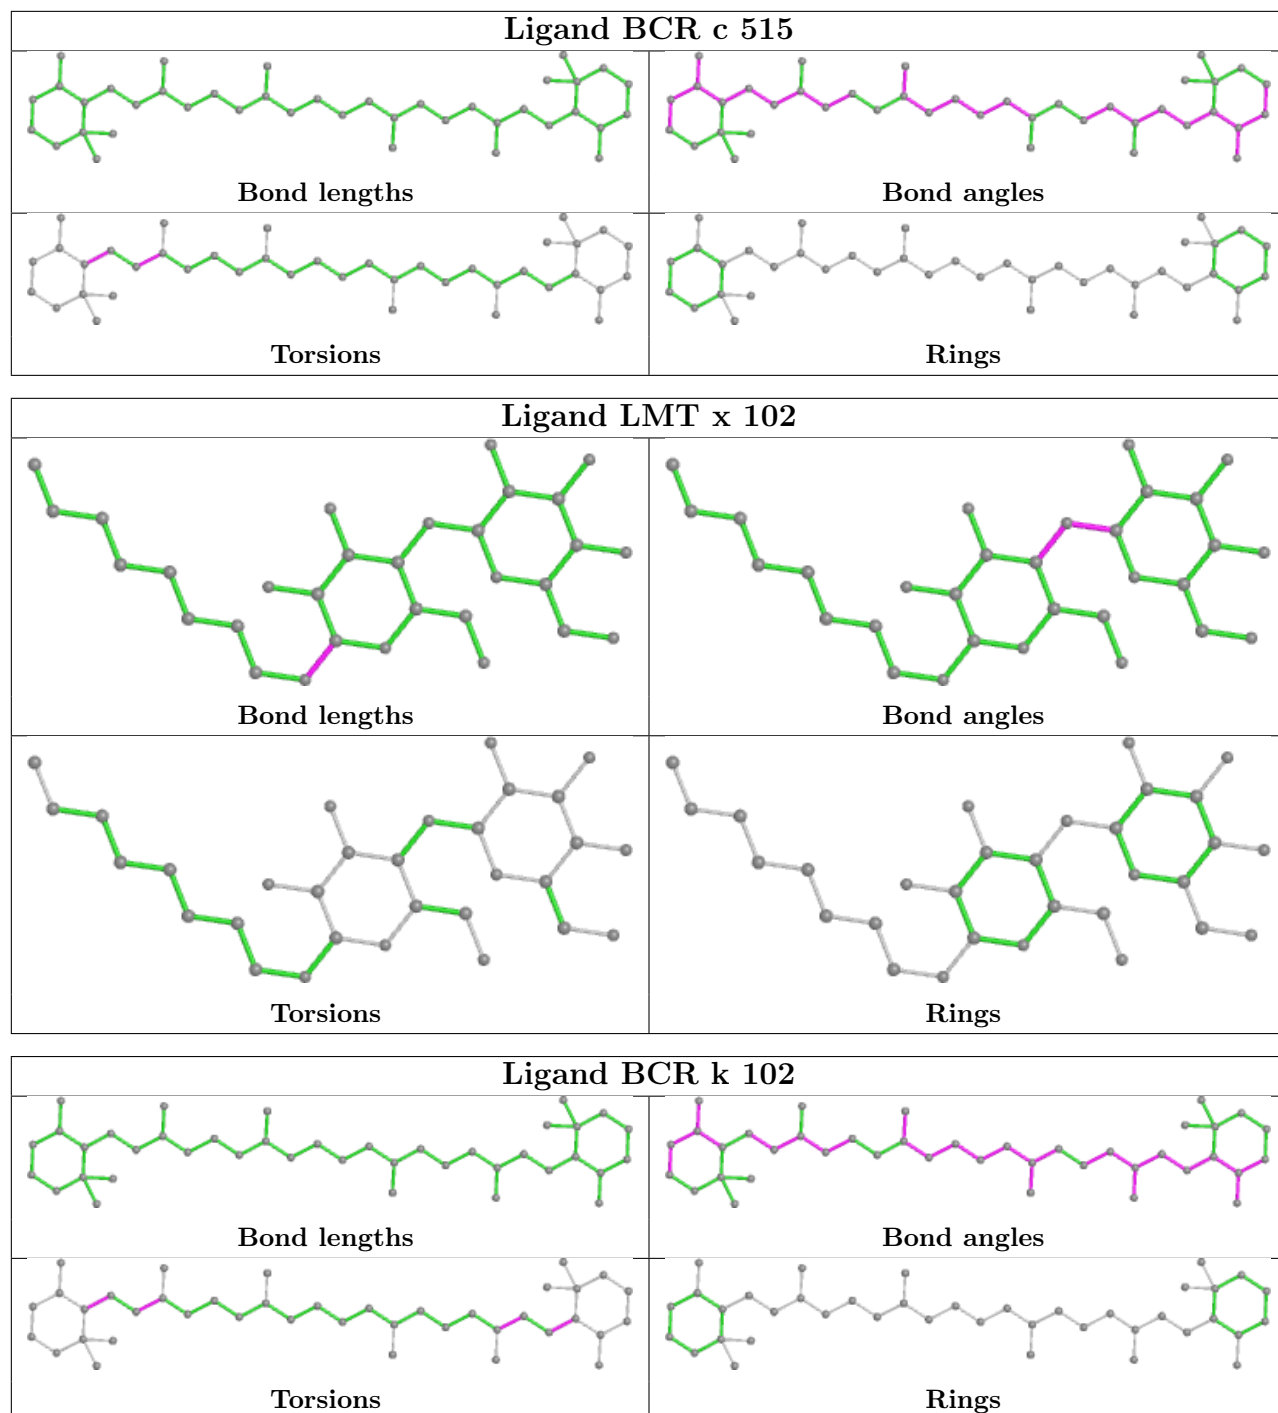 Ligand BCR c 515
Bond lengths
Bond angles
Torsions
Rings
Ligand LMT x 102
Bond lengths
Bond angles
Torsions
Rings
Ligand BCR k 102
Bond lengths
Bond angles
Torsions
Rings